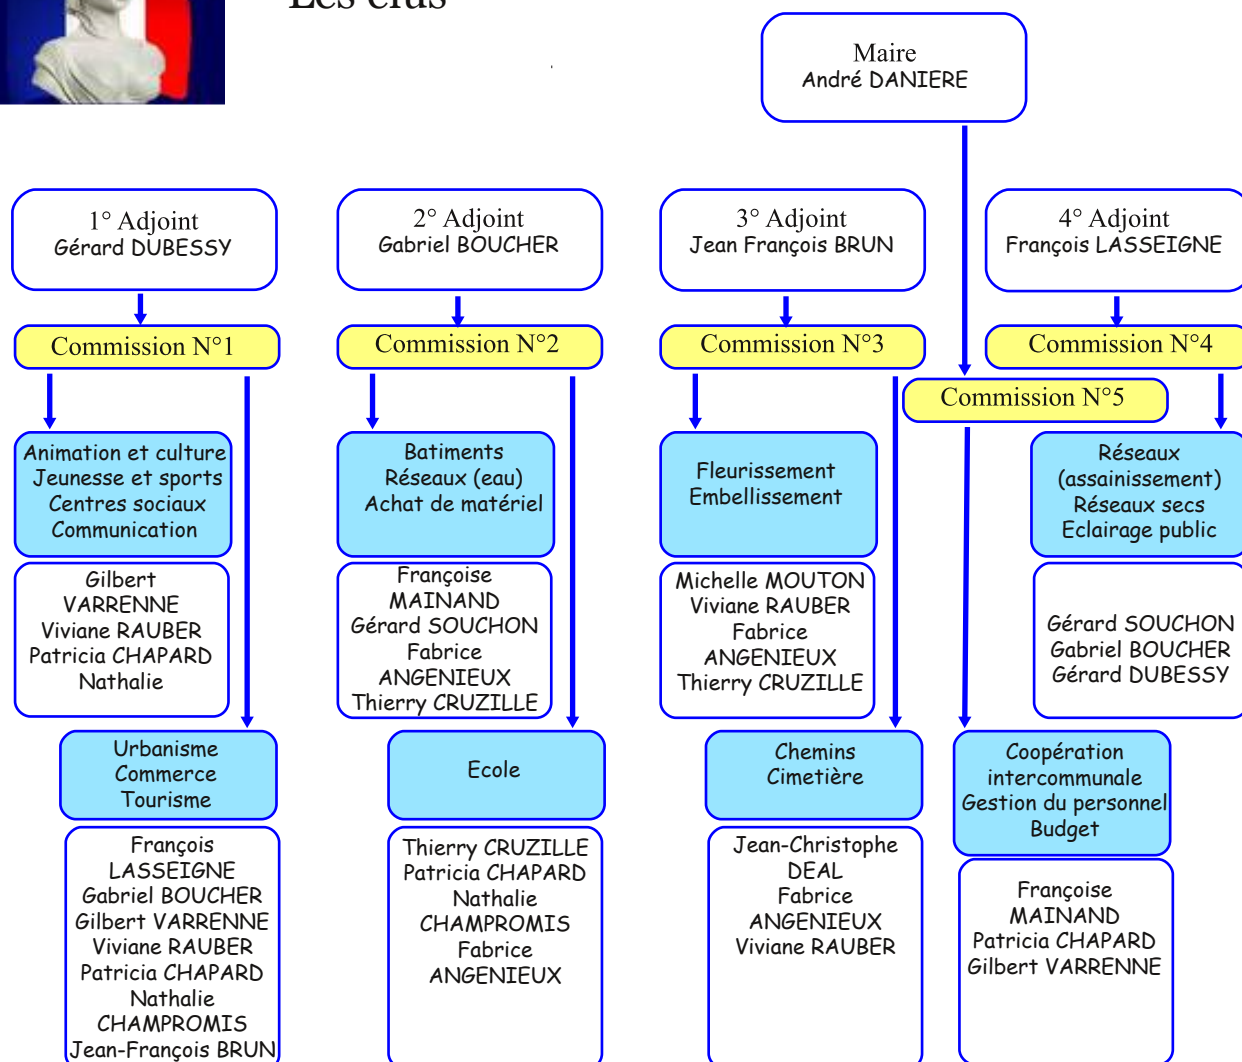 Les élus
Maire
André DANIERE
1° Adjoint
Gérard DUBESSY
2° Adjoint
Gabriel BOUCHER
3° Adjoint
Jean François BRUN
4° Adjoint
François LASSEIGNE
Commission N°1
Commission N°2
Commission N°3
Commission N°4
Commission N°5
Animation et culture
Jeunesse et sports
Centres sociaux
Communication
Batiments
Réseaux (eau)
Achat de matériel
Fleurissement
Embellissement
Réseaux
(assainissement)
Réseaux secs
Eclairage public
Gilbert
VARRENNE
Viviane RAUBER
Patricia CHAPARD
Nathalie
Françoise
MAINAND
Gérard SOUCHON
Fabrice
ANGENIEUX
Thierry CRUZILLE
Michelle MOUTON
Viviane RAUBER
Fabrice
ANGENIEUX
Thierry CRUZILLE
Gérard SOUCHON
Gabriel BOUCHER
Gérard DUBESSY
Urbanisme
Commerce
Tourisme
Ecole
Chemins
Cimetière
Coopération
intercommunale
Gestion du personnel
Budget
François
LASSEIGNE
Gabriel BOUCHER
Gilbert VARRENNE
Viviane RAUBER
Patricia CHAPARD
Nathalie
CHAMPROMIS
Jean-François BRUN
Thierry CRUZILLE
Patricia CHAPARD
Nathalie
CHAMPROMIS
Fabrice
ANGENIEUX
Jean-Christophe
DEAL
Fabrice
ANGENIEUX
Viviane RAUBER
Françoise
MAINAND
Patricia CHAPARD
Gilbert VARRENNE